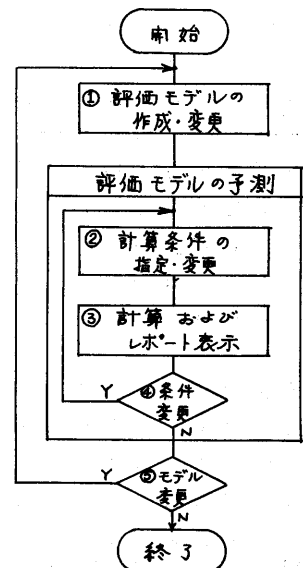 開始
① 評価モデルの
作成・変更
評価モデルの予測
② 計算条件の
指定・変更
③ 計算および
レポート表示
④条件
変更
Y
N
⑤モデル
変更
Y
N
終了